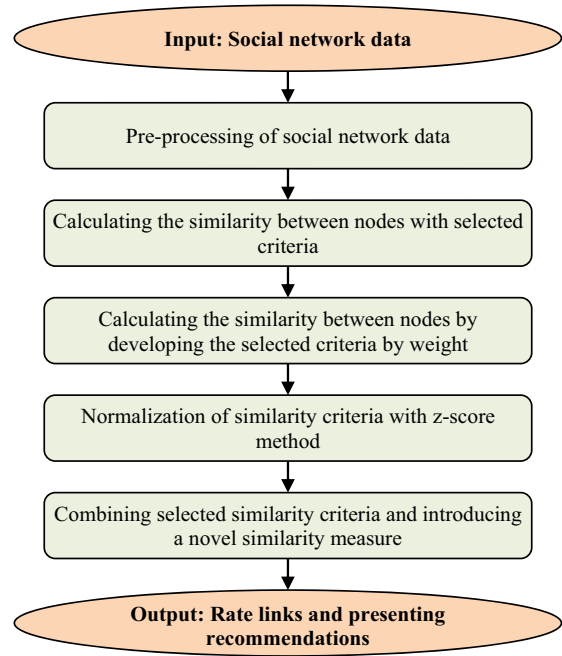 Input: Social network data
Pre-processing of social network data
Calculating the similarity between nodes with selected
criteria
Calculating the similarity between nodes by
developing the selected criteria by weight
Normalization of similarity criteria with z-score
method
Combining selected similarity criteria and introducing
a novel similarity measure
Output: Rate links and presenting
recommendations